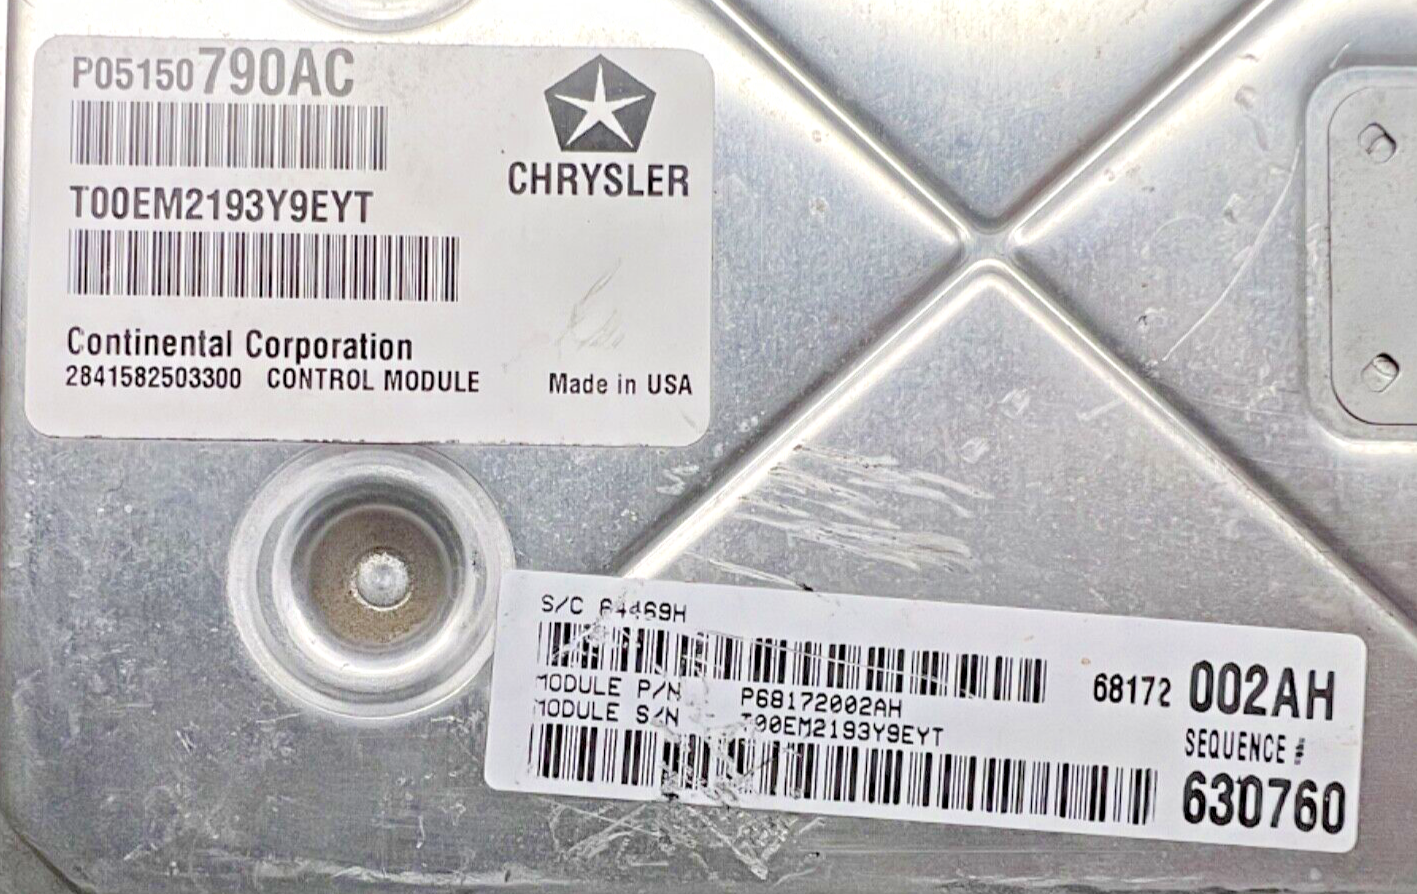 P05150790AC
CHRYSLER
T00EM2193Y9EYT
Continental Corporation
2841582503300 CONTROL MODULE
Made in USA
S/C 64469H
68172 002AH
MODULE P/N P68172002AH
MODULE S/N T00EM2193Y9EYT
SEQUENCE #
630760